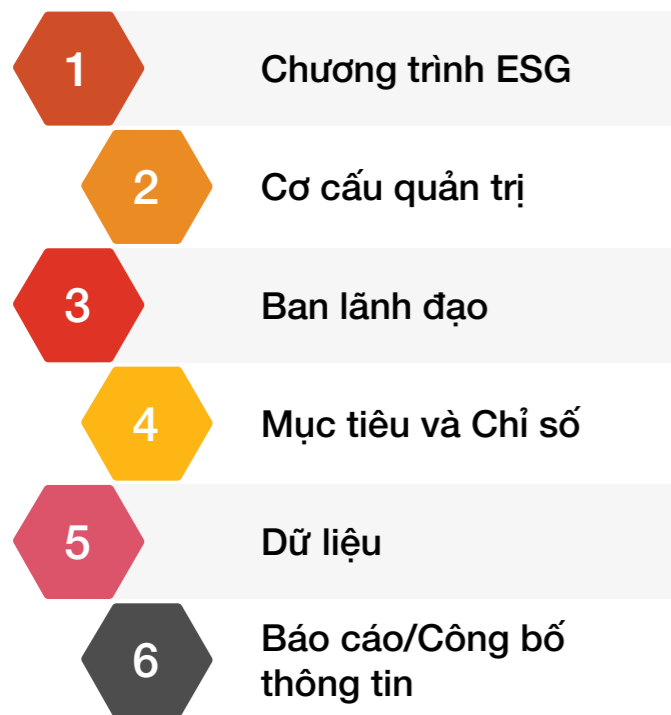 1
Chương trình ESG
2
Cơ cấu quản trị
3
Ban lãnh đạo
4
Mục tiêu và Chỉ số
5
Dữ liệu
6
Báo cáo/Công bố
thông tin